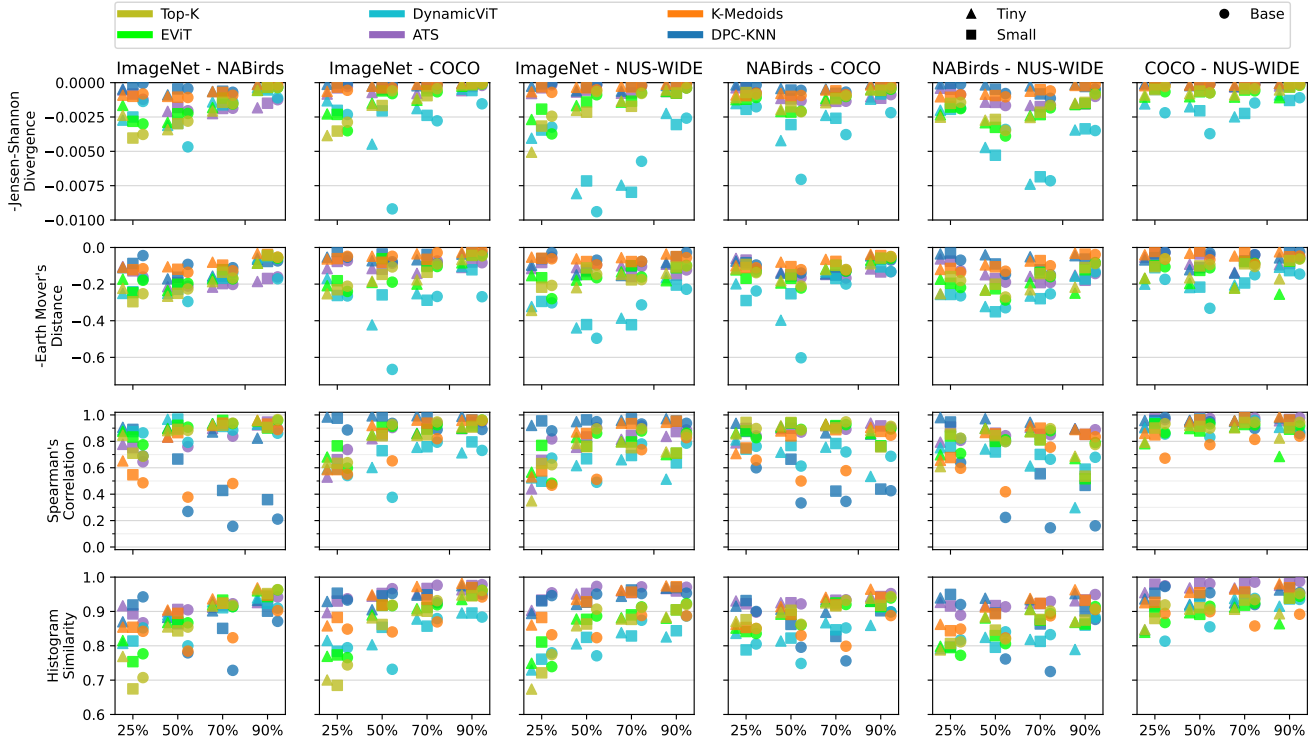 Top-K DynamicViT K-Medoids Tiny Base
EViT ATS DPC-KNN Small
ImageNet - NABirds ImageNet - COCO ImageNet - NUS-WIDE NABirds - COCO NABirds - NUS-WIDE COCO - NUS-WIDE
-Jensen-Shannon
Divergence
0.0000
−0.0025
−0.0050
−0.0075
−0.0100
-Earth Mover's
Distance
0.0
−0.2
−0.4
−0.6
Spearman's
Correlation
1.0
0.8
0.6
0.4
0.2
0.0
Histogram
Similarity
1.0
0.9
0.8
0.7
0.6
25% 50% 70% 90% 25% 50% 70% 90% 25% 50% 70% 90% 25% 50% 70% 90% 25% 50% 70% 90% 25% 50% 70% 90%